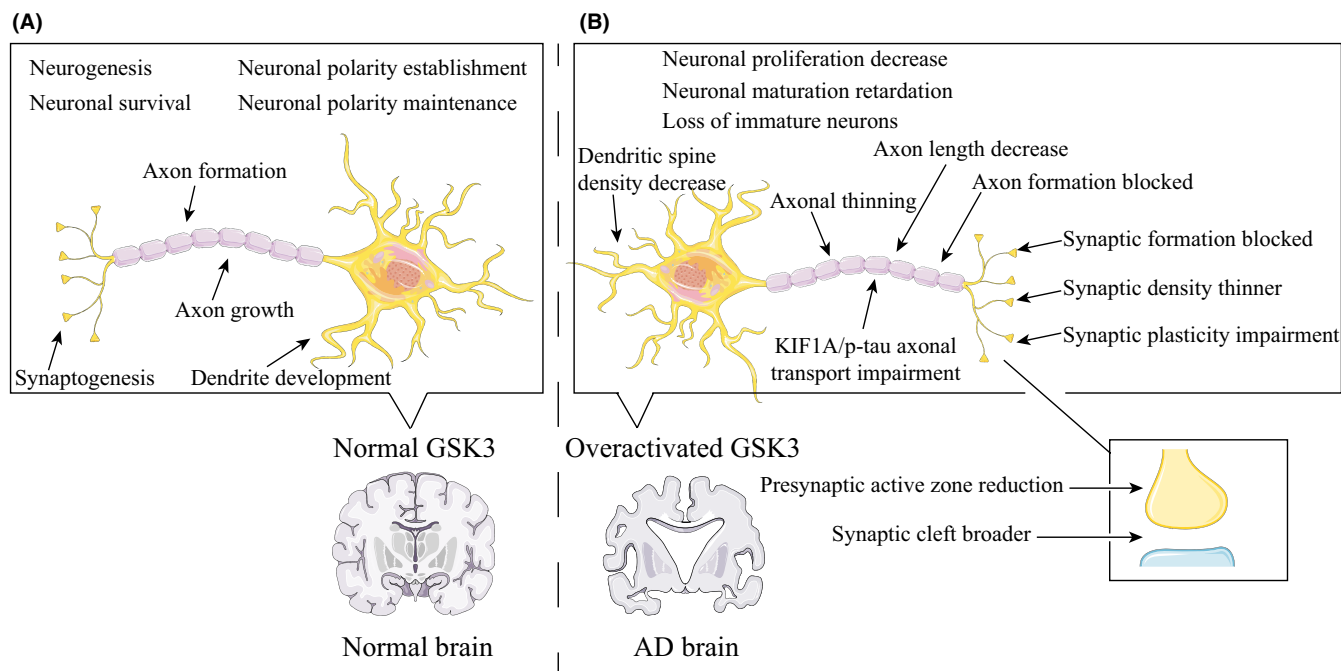 (A)
Neurogenesis
Neuronal polarity establishment
Neuronal survival
Neuronal polarity maintenance
Axon formation
Axon growth
Synaptogenesis
Dendrite development
Normal GSK3
Normal brain
(B)
Neuronal proliferation decrease
Neuronal maturation retardation
Loss of immature neurons
Dendritic spine
density decrease
Axon length decrease
Axonal thinning
Axon formation blocked
Synaptic formation blocked
Synaptic density thinner
Synaptic plasticity impairment
KIF1A/p-tau axonal
transport impairment
Overactivated GSK3
Presynaptic active zone reduction
Synaptic cleft broader
AD brain